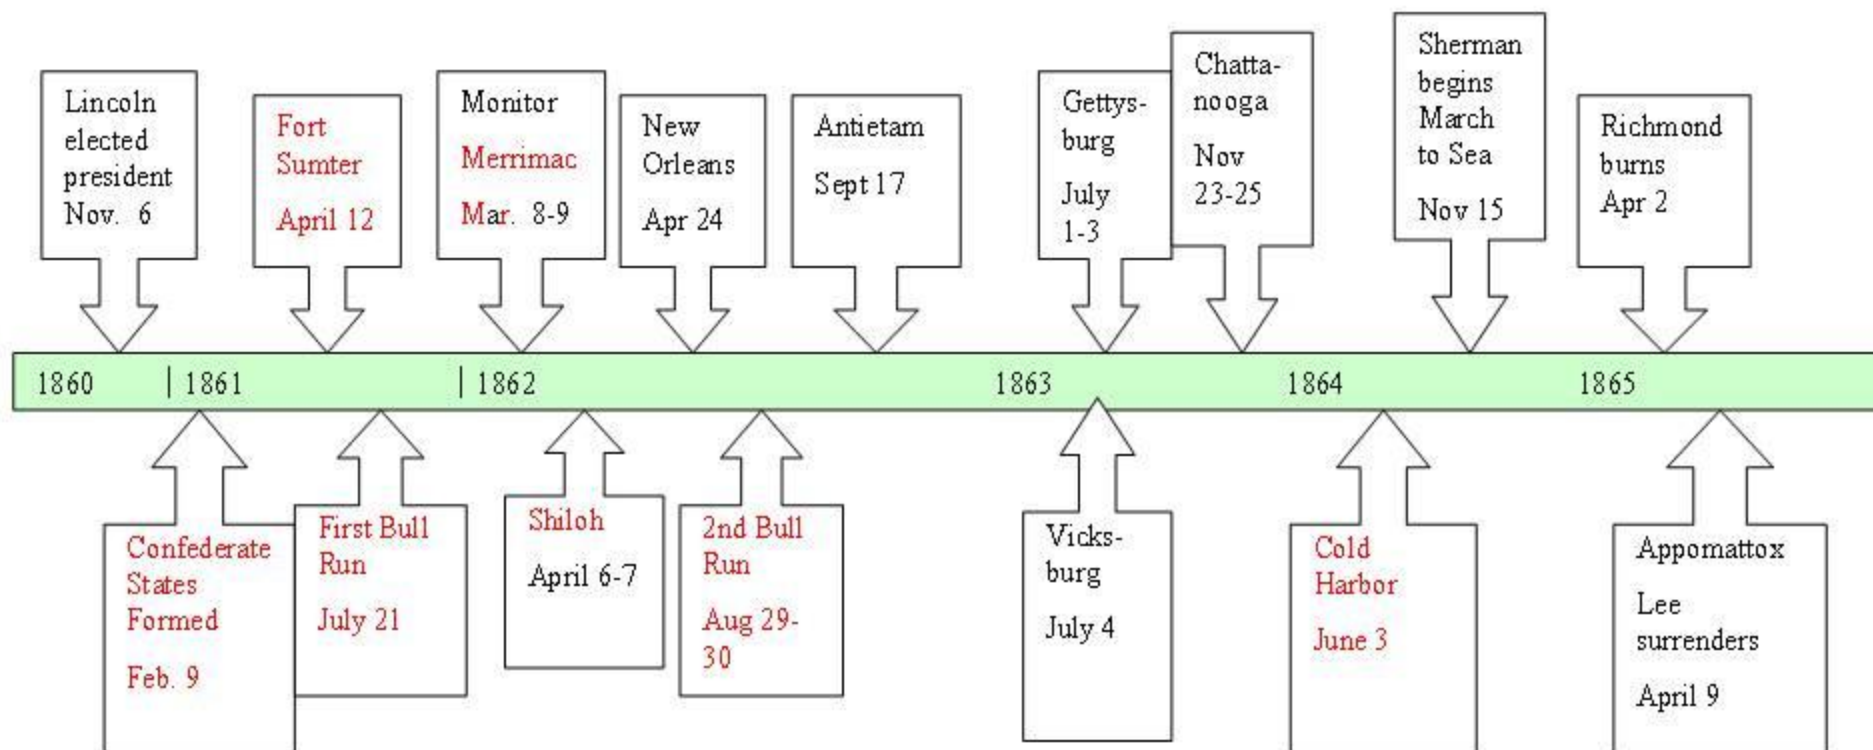 Lincoln
elected
president
Nov. 6
Fort
Sumter
April 12
Monitor
Merrimac
Mar. 8-9
New
Orleans
Apr 24
Antietam
Sept 17
Gettys-
burg
July
1-3
Chatta-
nooga
Nov
23-25
Sherman
begins
March
to Sea
Nov 15
Richmond
burns
Apr 2
1860 | 1861 | 1862 1863 1864 1865
Confederate
States
Formed
Feb. 9
First Bull
Run
July 21
Shiloh
April 6-7
2nd Bull
Run
Aug 29-
30
Vicks-
burg
July 4
Cold
Harbor
June 3
Appomattox
Lee
surrenders
April 9